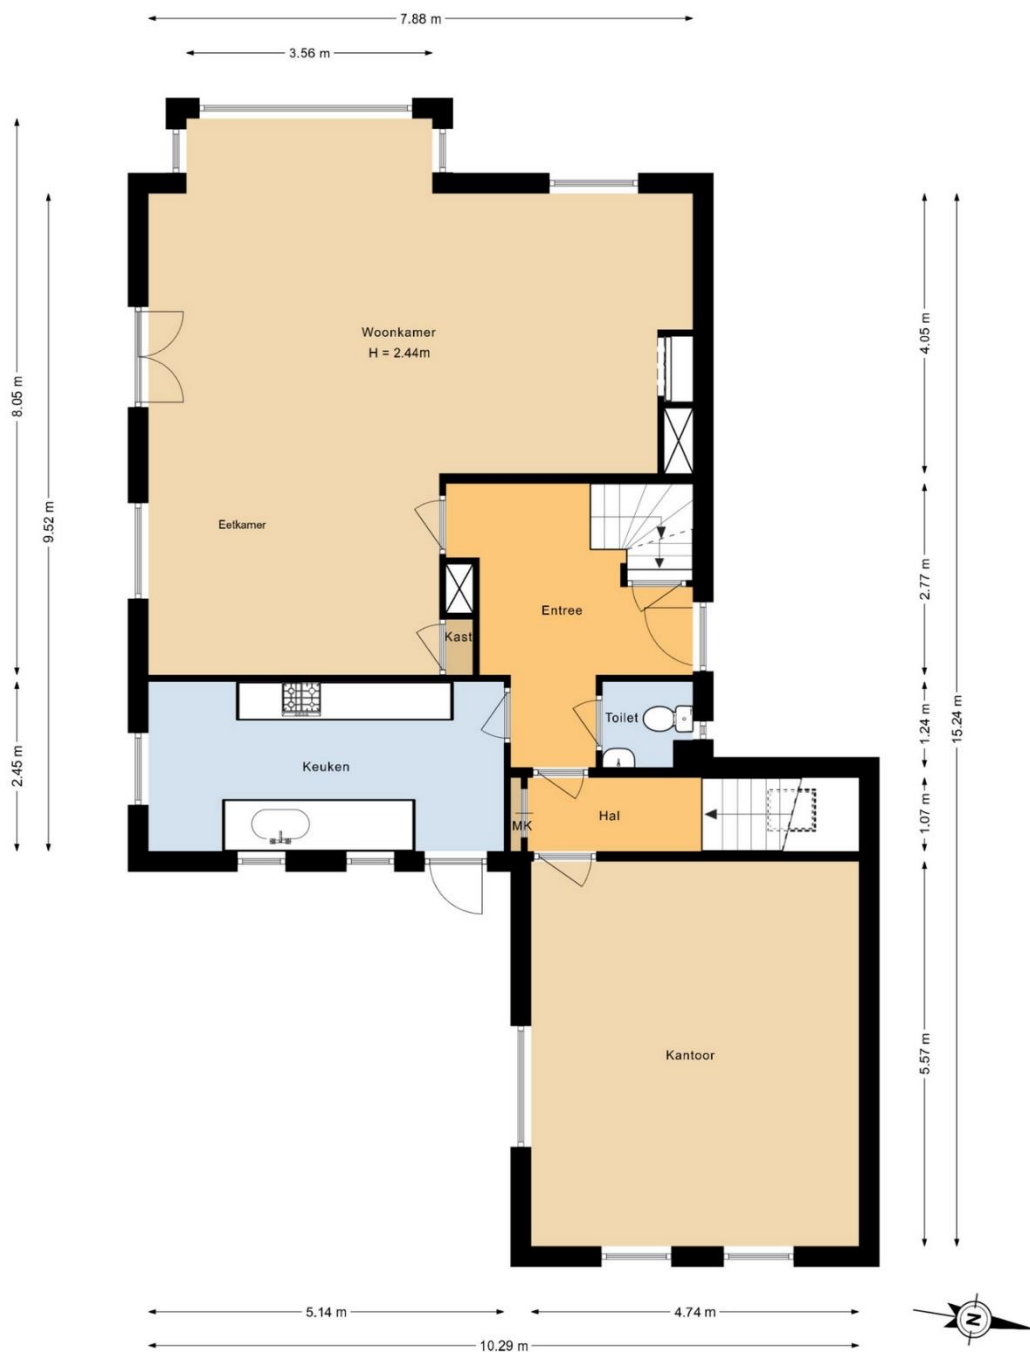 7.88 m
3.56 m
8.05 m
9.52 m
2.45 m
4.05 m
2.77 m
1.24 m
15.24 m
1.07 m
5.57 m
Woonkamer
H = 2.44m
Eetkamer
Entree
Kast
Toilet
Keuken
MK
Hal
Kantoor
5.14 m
4.74 m
10.29 m
N